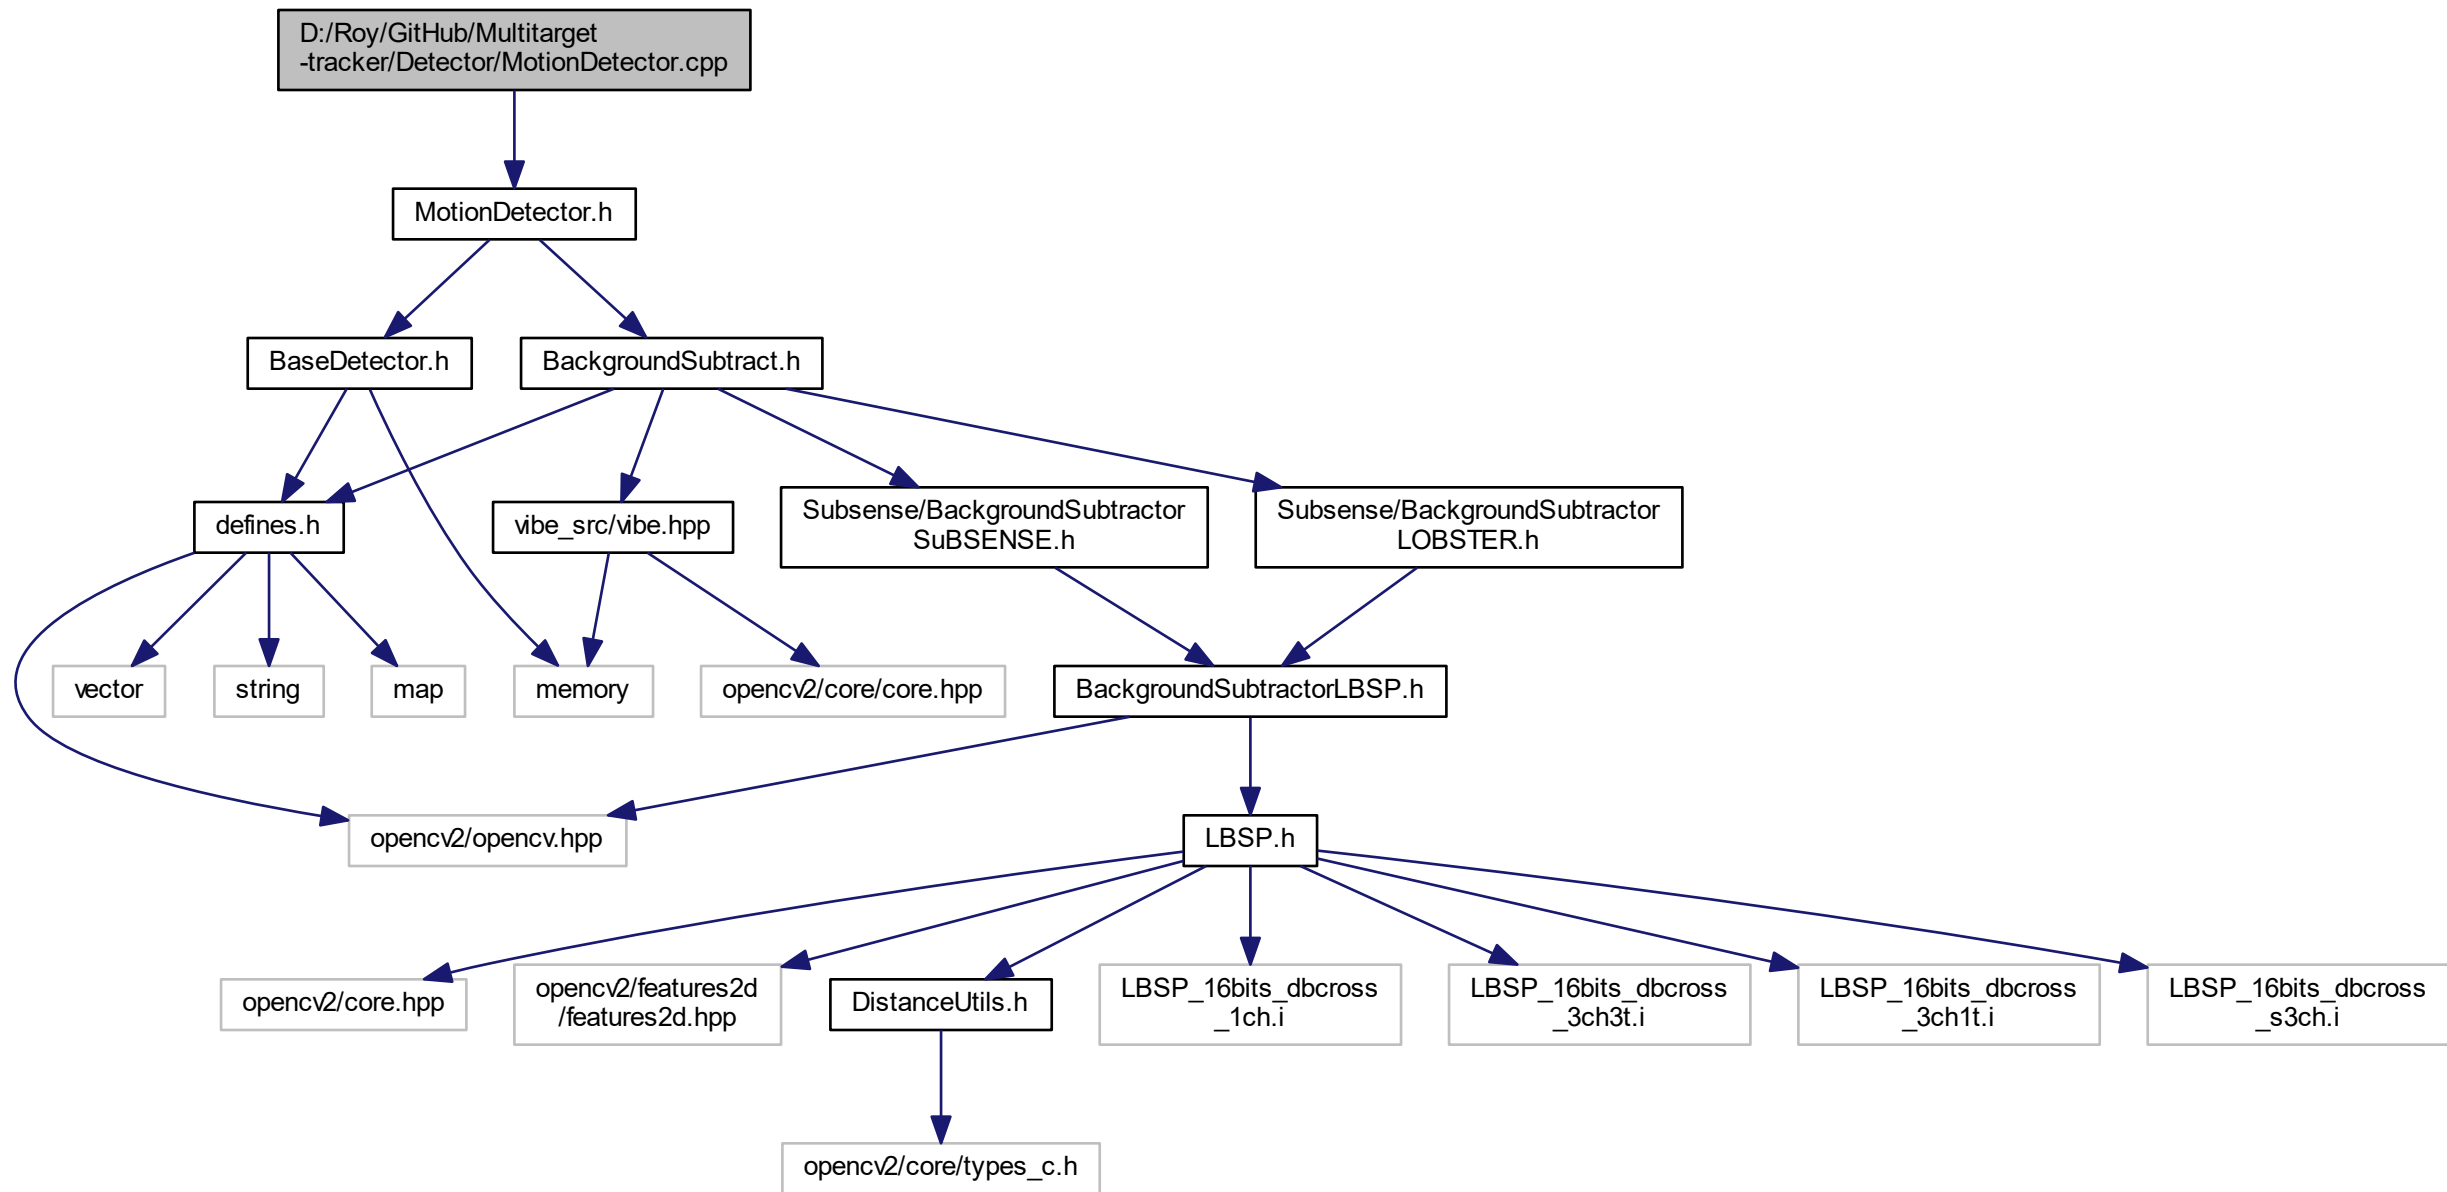 D:/Roy/GitHub/Multitarget
-tracker/Detector/MotionDetector.cpp
MotionDetector.h
BaseDetector.h
BackgroundSubtract.h
defines.h
vibe_src/vibe.hpp
Subsense/BackgroundSubtractor
SuBSENSE.h
Subsense/BackgroundSubtractor
LOBSTER.h
vector
string
map
memory
opencv2/core/core.hpp
BackgroundSubtractorLBSP.h
opencv2/opencv.hpp
LBSP.h
opencv2/core.hpp
opencv2/features2d
/features2d.hpp
DistanceUtils.h
LBSP_16bits_dbcross
_1ch.i
LBSP_16bits_dbcross
_3ch3t.i
LBSP_16bits_dbcross
_3ch1t.i
LBSP_16bits_dbcross
_s3ch.i
opencv2/core/types_c.h